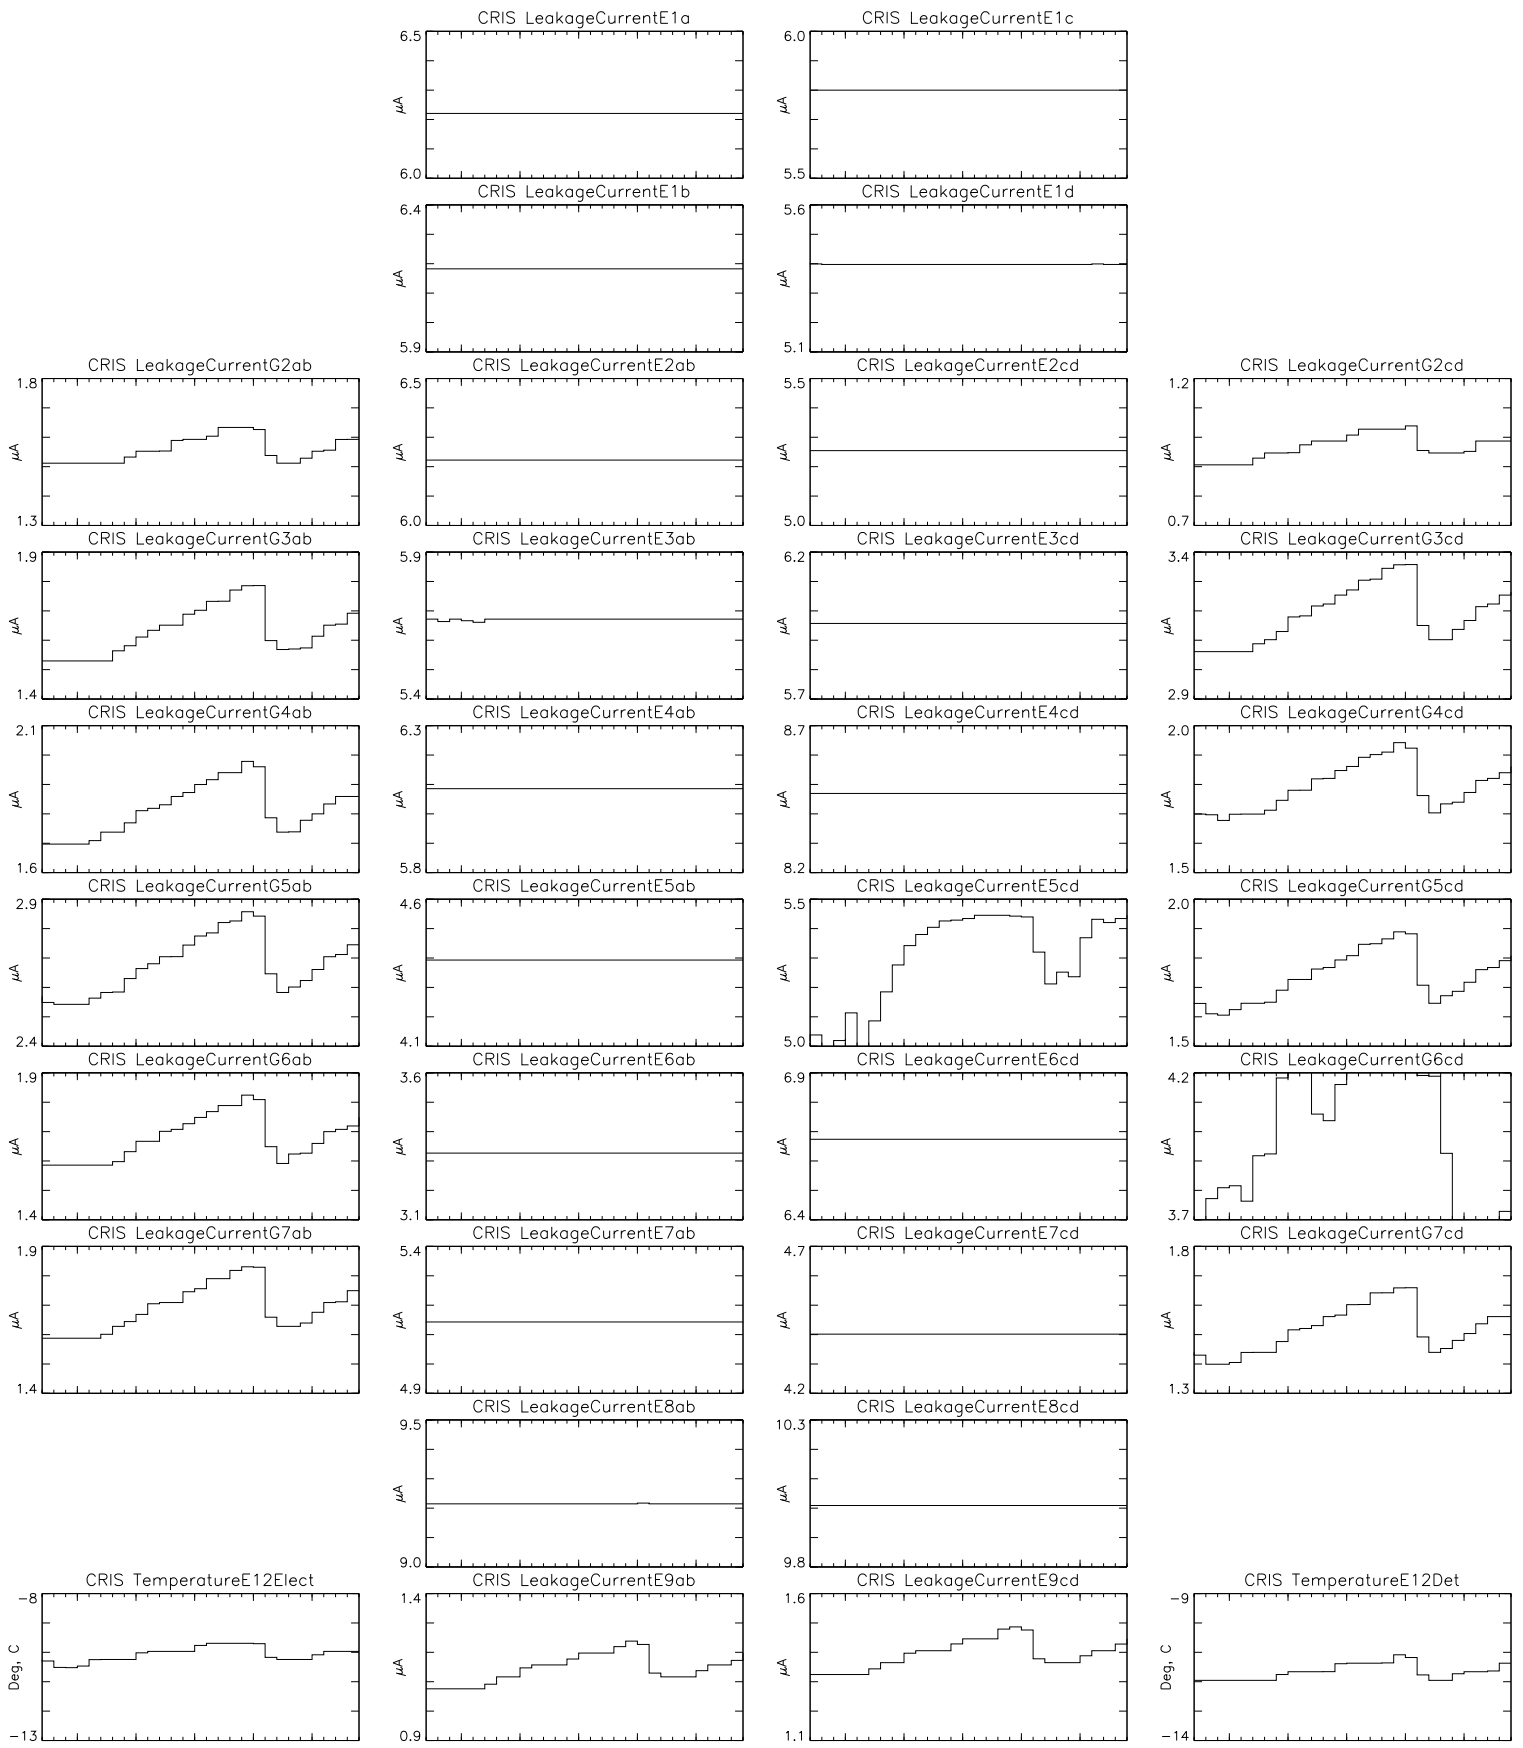 CRIS LeakageCurrentE1a
CRIS LeakageCurrentE1c
6.5
µA
6.0
6.0
µA
5.5
CRIS LeakageCurrentE1b
CRIS LeakageCurrentE1d
6.4
µA
5.9
5.6
µA
5.1
CRIS LeakageCurrentG2ab
CRIS LeakageCurrentE2ab
CRIS LeakageCurrentE2cd
CRIS LeakageCurrentG2cd
1.8
µA
1.3
6.5
µA
6.0
5.5
µA
5.0
1.2
µA
0.7
CRIS LeakageCurrentG3ab
CRIS LeakageCurrentE3ab
CRIS LeakageCurrentE3cd
CRIS LeakageCurrentG3cd
1.9
µA
1.4
5.9
µA
5.4
6.2
µA
5.7
3.4
µA
2.9
CRIS LeakageCurrentG4ab
CRIS LeakageCurrentE4ab
CRIS LeakageCurrentE4cd
CRIS LeakageCurrentG4cd
2.1
µA
1.6
6.3
µA
5.8
8.7
µA
8.2
2.0
µA
1.5
CRIS LeakageCurrentG5ab
CRIS LeakageCurrentE5ab
CRIS LeakageCurrentE5cd
CRIS LeakageCurrentG5cd
2.9
µA
2.4
4.6
µA
4.1
5.5
µA
5.0
2.0
µA
1.5
CRIS LeakageCurrentG6ab
CRIS LeakageCurrentE6ab
CRIS LeakageCurrentE6cd
CRIS LeakageCurrentG6cd
1.9
µA
1.4
3.6
µA
3.1
6.9
µA
6.4
4.2
µA
3.7
CRIS LeakageCurrentG7ab
CRIS LeakageCurrentE7ab
CRIS LeakageCurrentE7cd
CRIS LeakageCurrentG7cd
1.9
µA
1.4
5.4
µA
4.9
4.7
µA
4.2
1.8
µA
1.3
CRIS LeakageCurrentE8ab
CRIS LeakageCurrentE8cd
9.5
µA
9.0
10.3
µA
9.8
CRIS TemperatureE12Elect
CRIS LeakageCurrentE9ab
CRIS LeakageCurrentE9cd
CRIS TemperatureE12Det
-8
Deg, C
-13
1.4
µA
0.9
1.6
µA
1.1
-9
Deg, C
-14